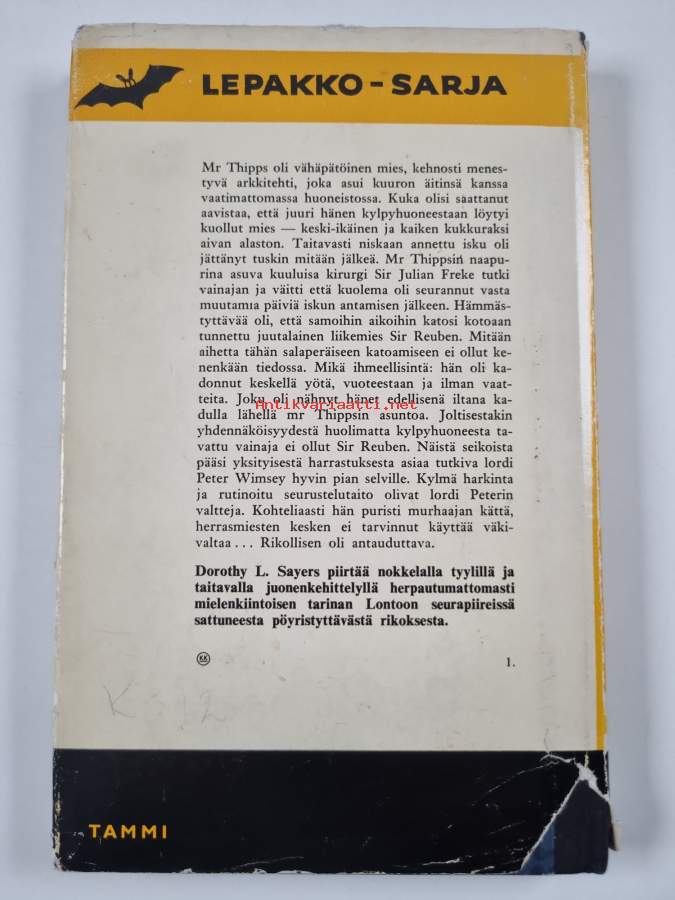 LEPAKKO-SARJA
Mr Thipps oli vähäpätöinen mies, kehnosti menes-
tyvä arkkitehti, joka asui kuuron äitinsä kanssa
vaatimattomassa huoneistossa. Kuka olisi saattanut
aavistaa, että juuri hänen kylpyhuoneestaan löytyi
kuollut mies — keski-ikäinen ja kaiken kukkuraksi
aivan alaston. Taitavasti niskaan annettu isku oli
jättänyt tuskin mitään jälkeä. Mr Thippsin naapu-
rina asuva kuuluisa kirurgi Sir Julian Freke tutki
vainajan ja väitti että kuolema oli seurannut vasta
muutamia päiviä iskun antamisen jälkeen. Hämmäs-
tyttävää oli, että samoihin aikoihin katosi kotoaan
tunnettu juutalainen liikemies Sir Reuben. Mitään
aihetta tähän salaperäiseen katoamiseen ei ollut ke-
nenkään tiedossa. Mikä ihmeellisintä: hän oli ka-
donnut keskellä yötä, vuoteestaan ja ilman vaat-
teita. Joku oli nähnyt hänet edellisenä iltana ka-
Antikvariaatti.net
dulla lähellä mr Thippsin asuntoa. Joltisestakin
yhdennäköisyydestä huolimatta kylpyhuoneesta ta-
vattu vainaja ei ollut Sir Reuben. Näistä seikoista
pääsi yksityisestä harrastuksesta asiaa tutkiva lordi
Peter Wimsey hyvin pian selville. Kylmä harkinta
ja rutinoitu seurustelutaito olivat lordi Peterin
valtteja. Kohteliaasti hän puristi murhaajan kättä,
herrasmiesten kesken ei tarvinnut käyttää väki-
valtaa ... Rikollisen oli antauduttava.
Dorothy L. Sayers piirtää nokkelalla tyylillä ja
taitavalla juonenkehittelyllä herpautumattomasti
mielenkiintoisen tarinan Lontoon seurapiireissä
sattuneesta pöyristyttävästä rikoksesta.
KK
1.
TAMMI